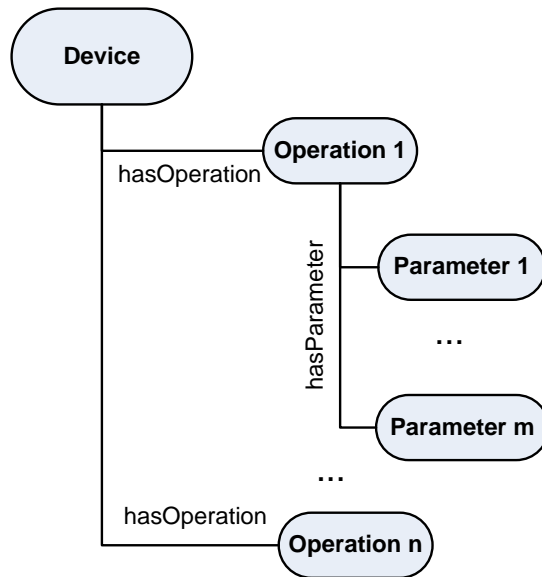 Device
Operation 1
hasOperation
hasParameter
Parameter 1
...
Parameter m
...
hasOperation
Operation n